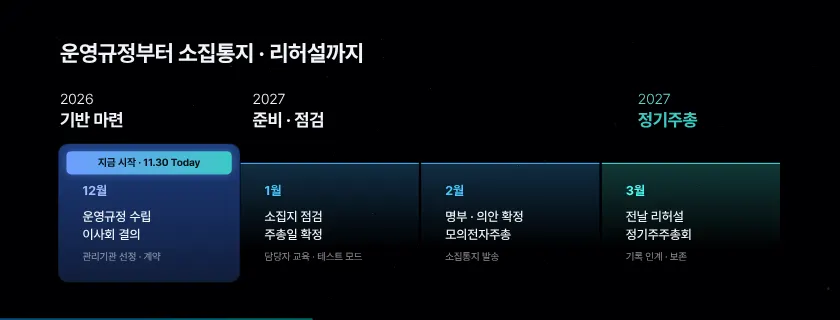 운영규정부터 소집통지 · 리허설까지
2026
기반 마련
2027
준비 · 점검
2027
정기주총
지금 시작 · 11.30 Today
12월
운영규정 수립
이사회 결의
관리기관 선정 · 계약
1월
소집지 점검
주총일 확정
담당자 교육 · 테스트 모드
2월
명부 · 의안 확정
모의전자주총
소집통지 발송
3월
전날 리허설
정기주주총회
기록 인계 · 보존